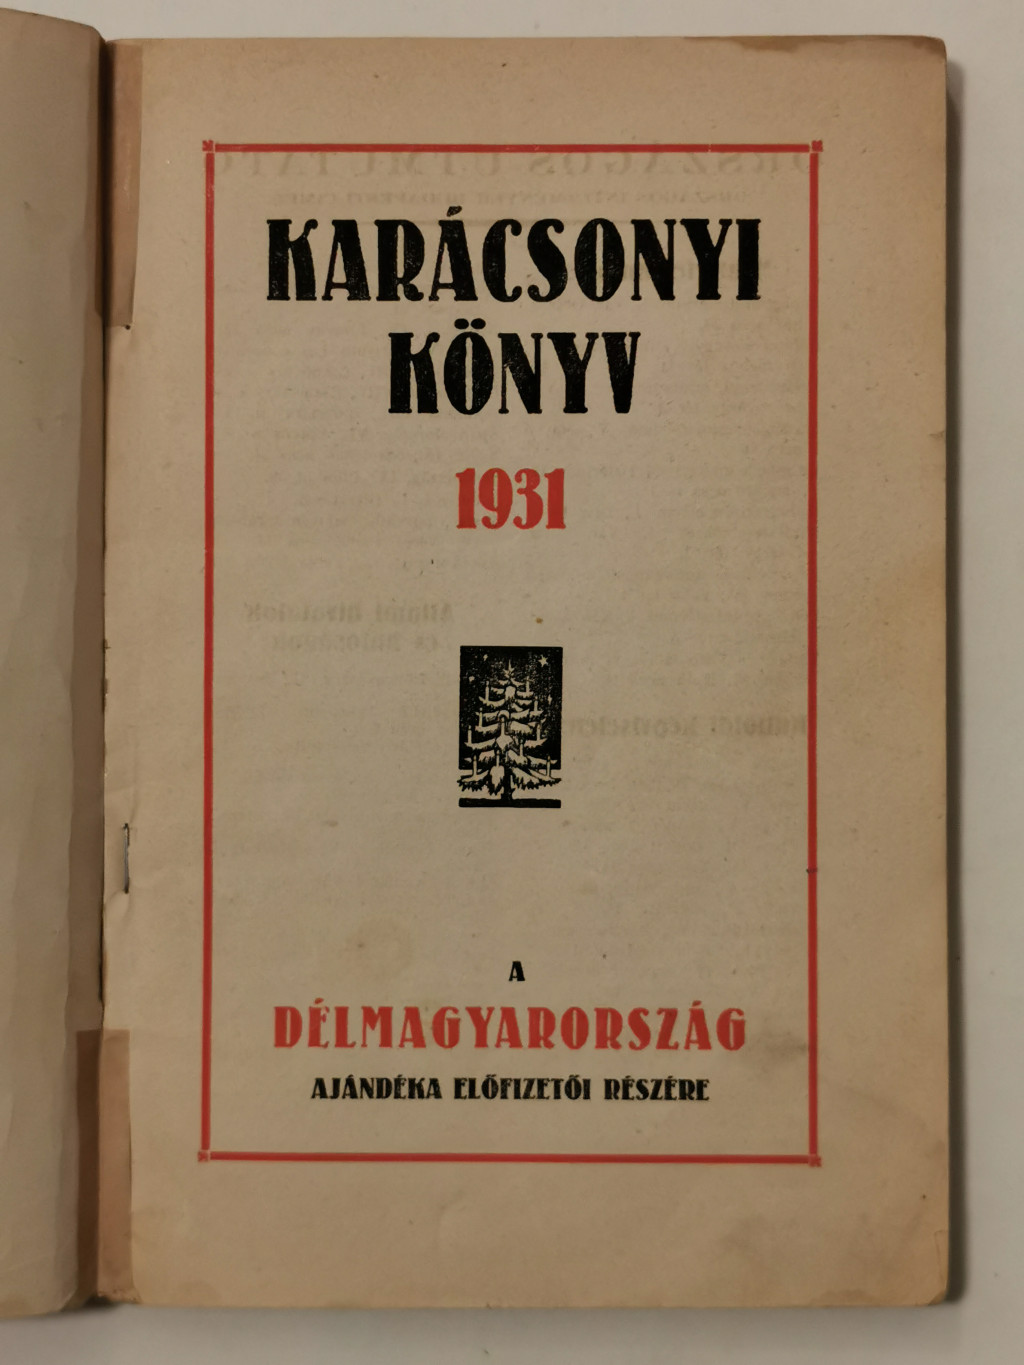 KARÁCSONYI
KÖNYV
1931
A
DÉLMAGYARORSZÁG
AJÁNDÉKA ELŐFIZETŐI RÉSZÉRE